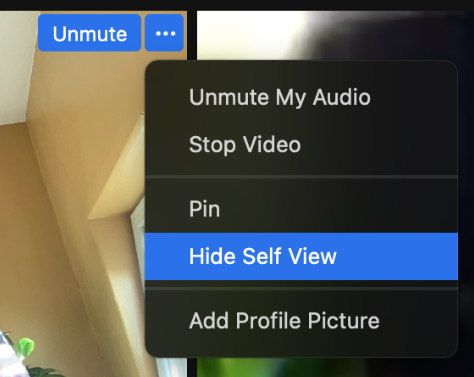 Unmute ···
Unmute My Audio
Stop Video
Pin
Hide Self View
Add Profile Picture